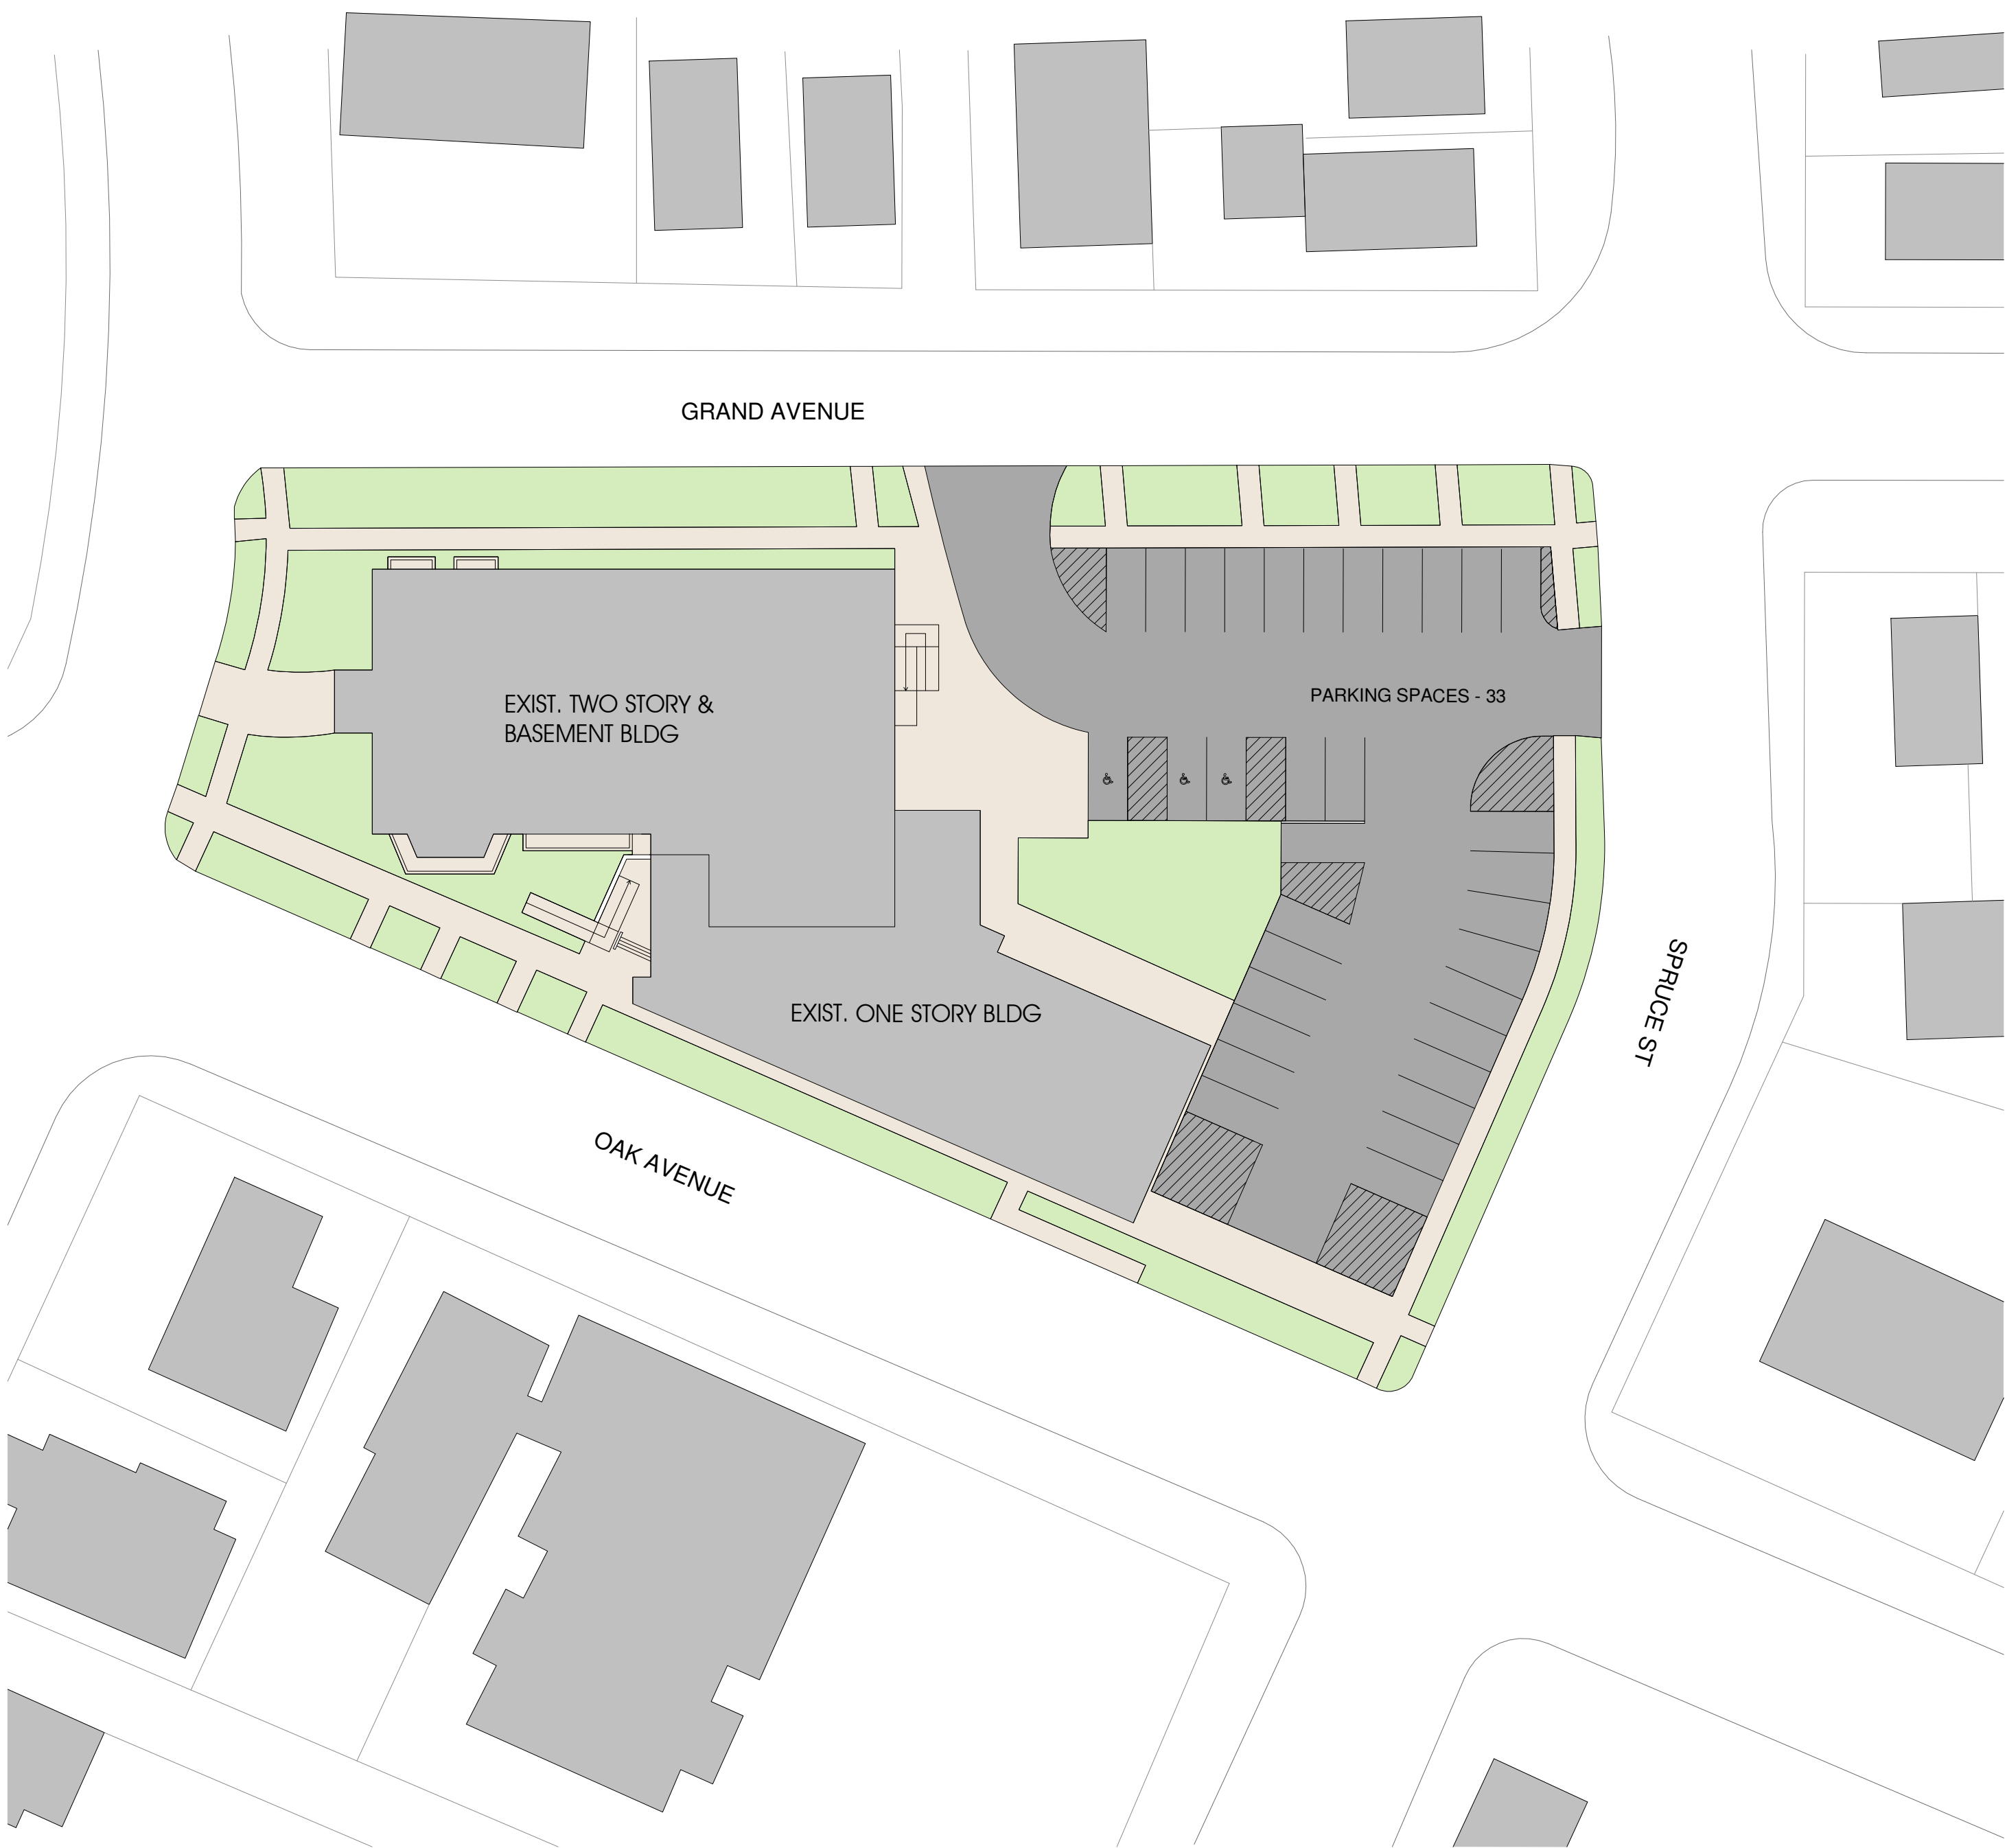 GRAND AVENUE
EXIST. TWO STORY &
BASEMENT BLDG
PARKING SPACES - 33
EXIST. ONE STORY BLDG
SPRUCE ST
OAK AVENUE